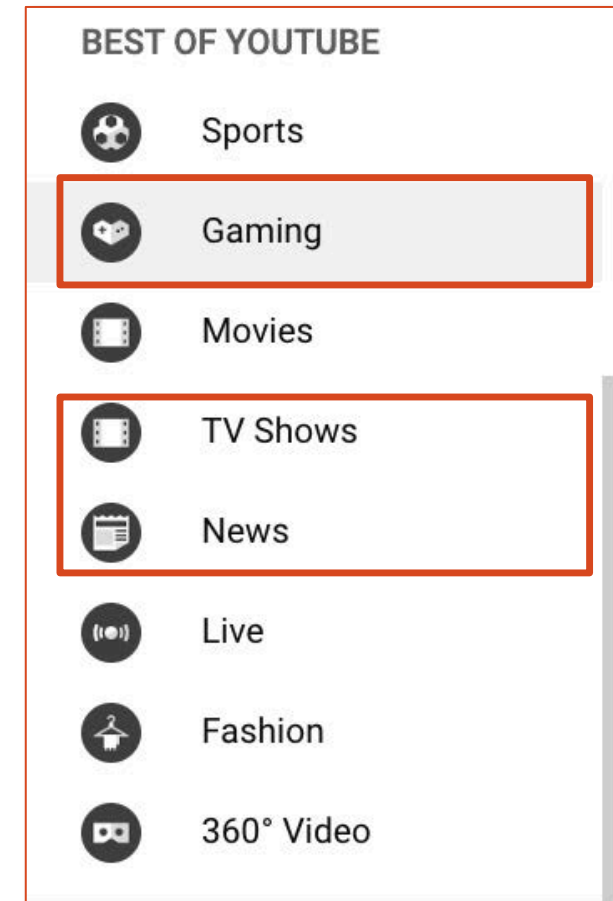 BEST OF YOUTUBE
Sports
Gaming
Movies
TV Shows
News
Live
Fashion
360° Video